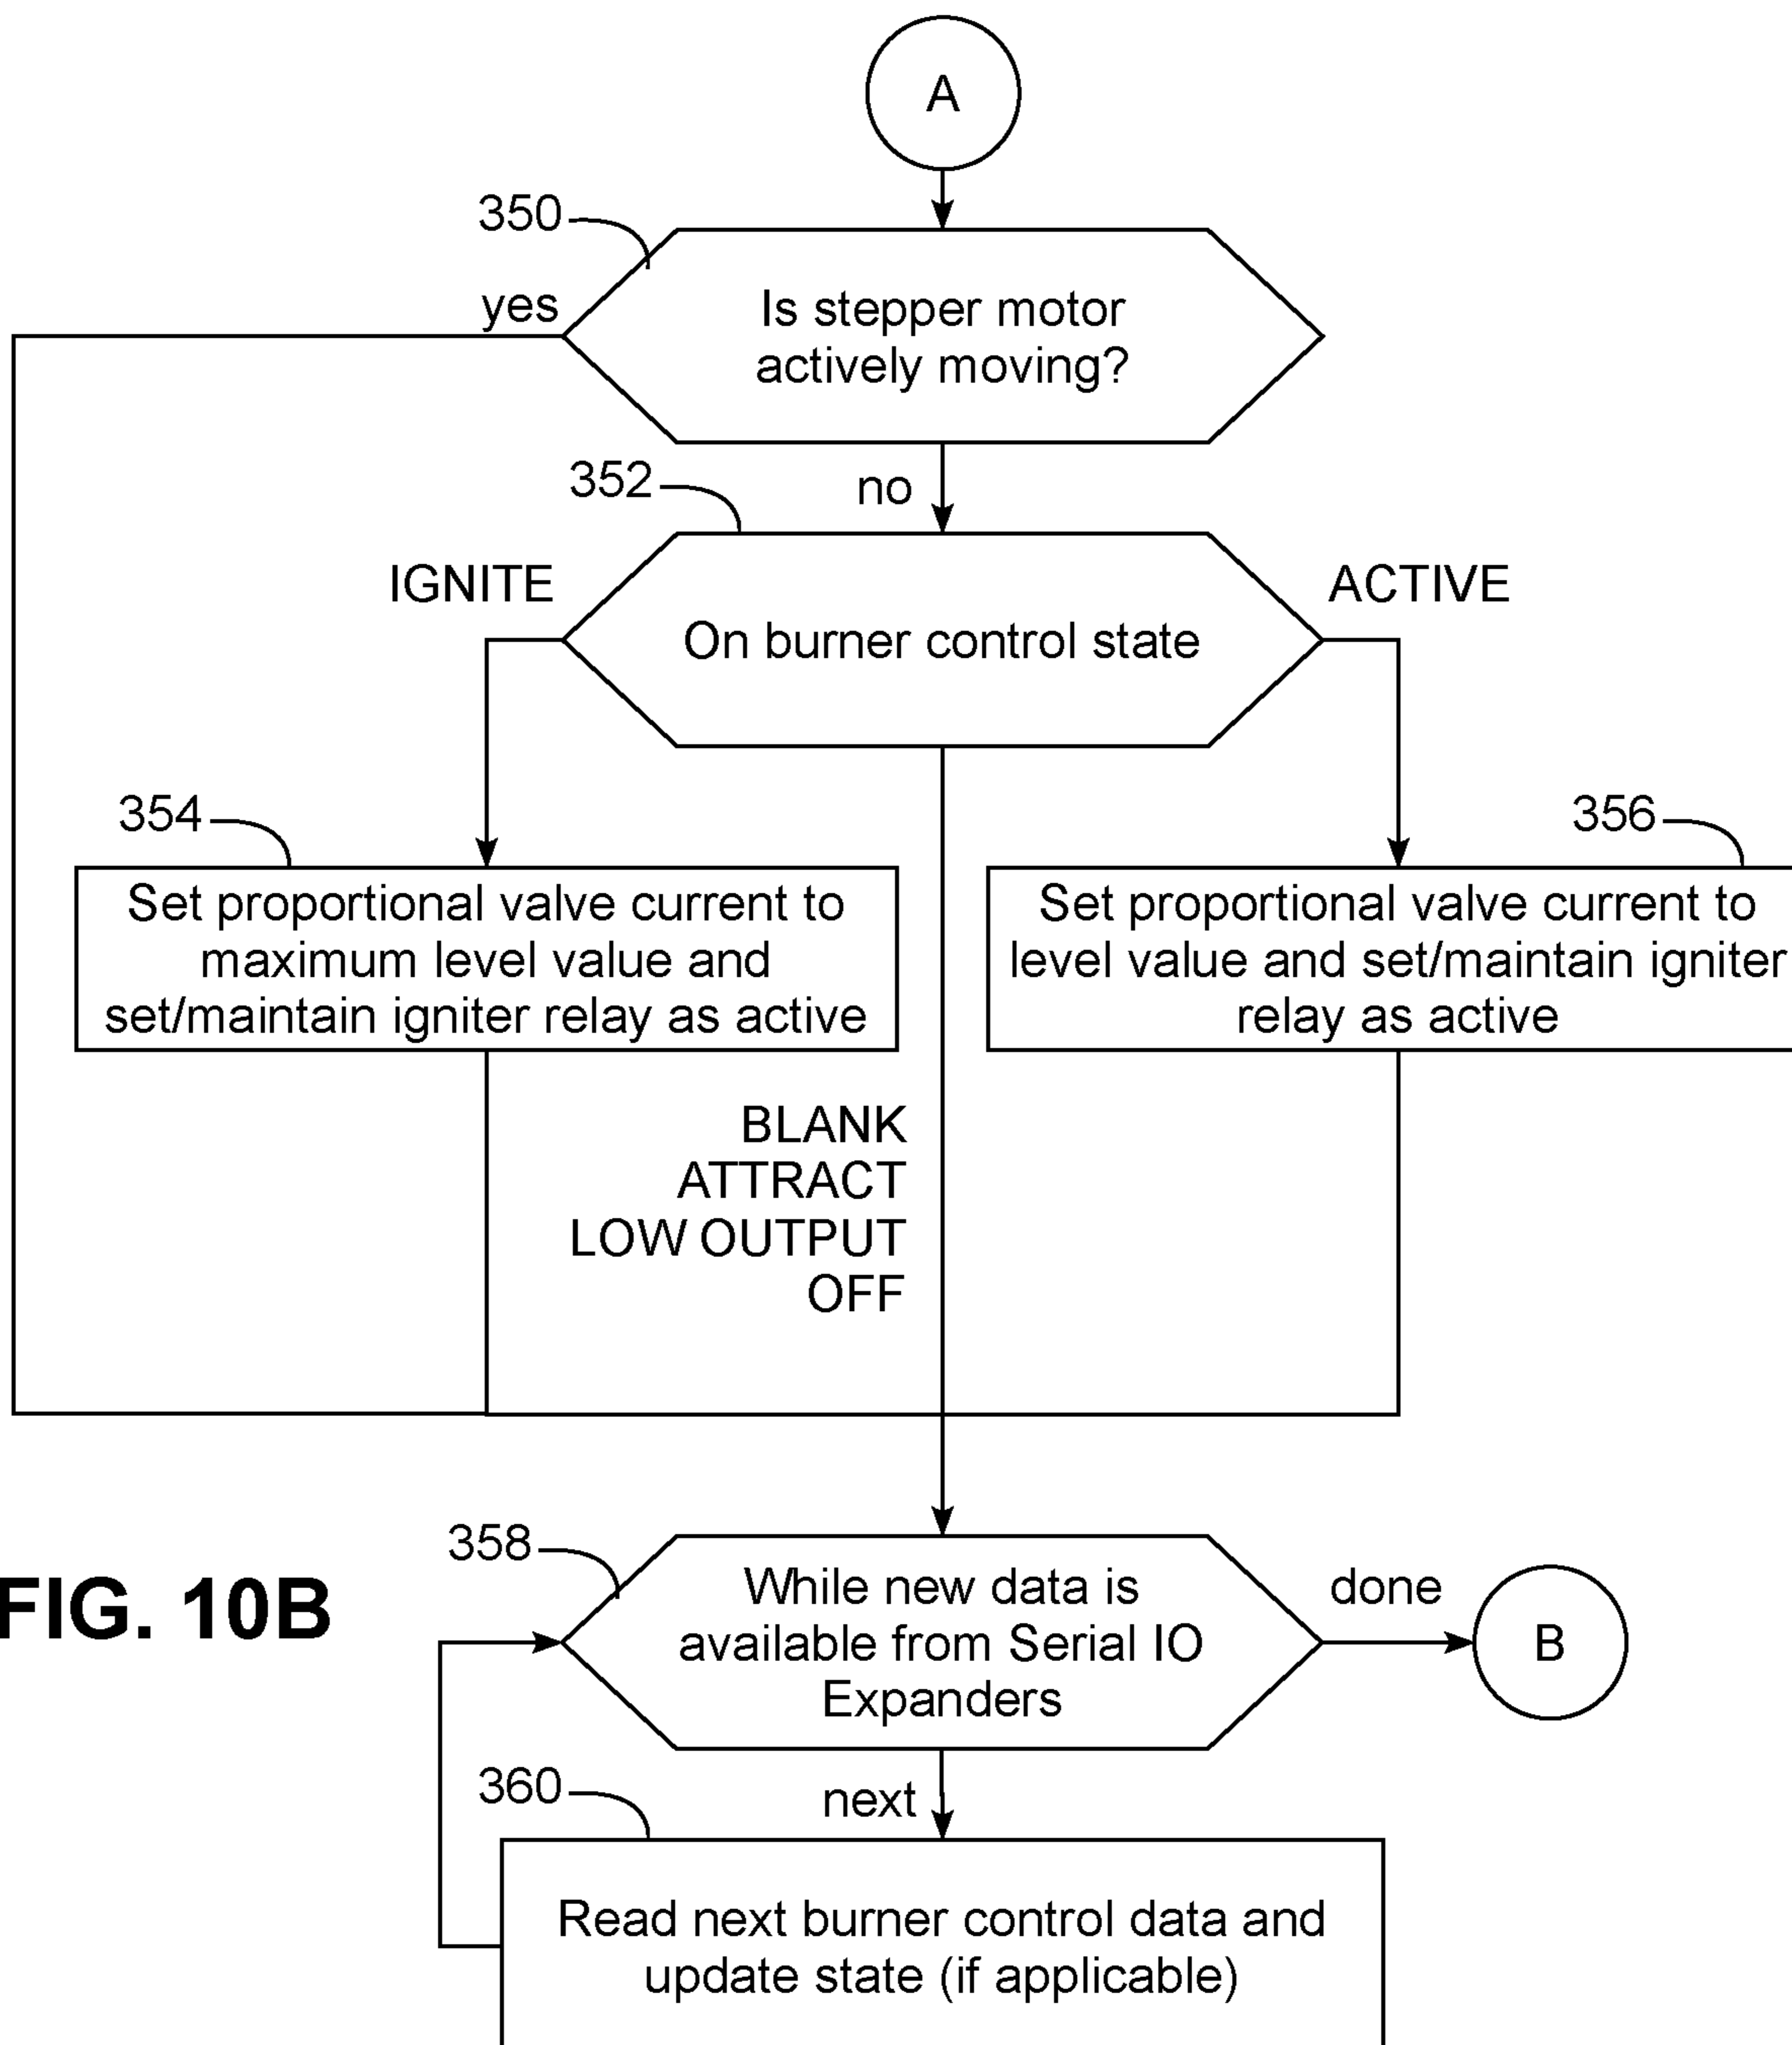 A
350
yes
Is stepper motor
actively moving?
352
no
IGNITE
ACTIVE
On burner control state
354
356
Set proportional valve current to
maximum level value and
set/maintain igniter relay as active
Set proportional valve current to
level value and set/maintain igniter
relay as active
BLANK
ATTRACT
LOW OUTPUT
OFF
358
While new data is
available from Serial IO
Expanders
done
B
FIG. 10B
360
next
Read next burner control data and
update state (if applicable)